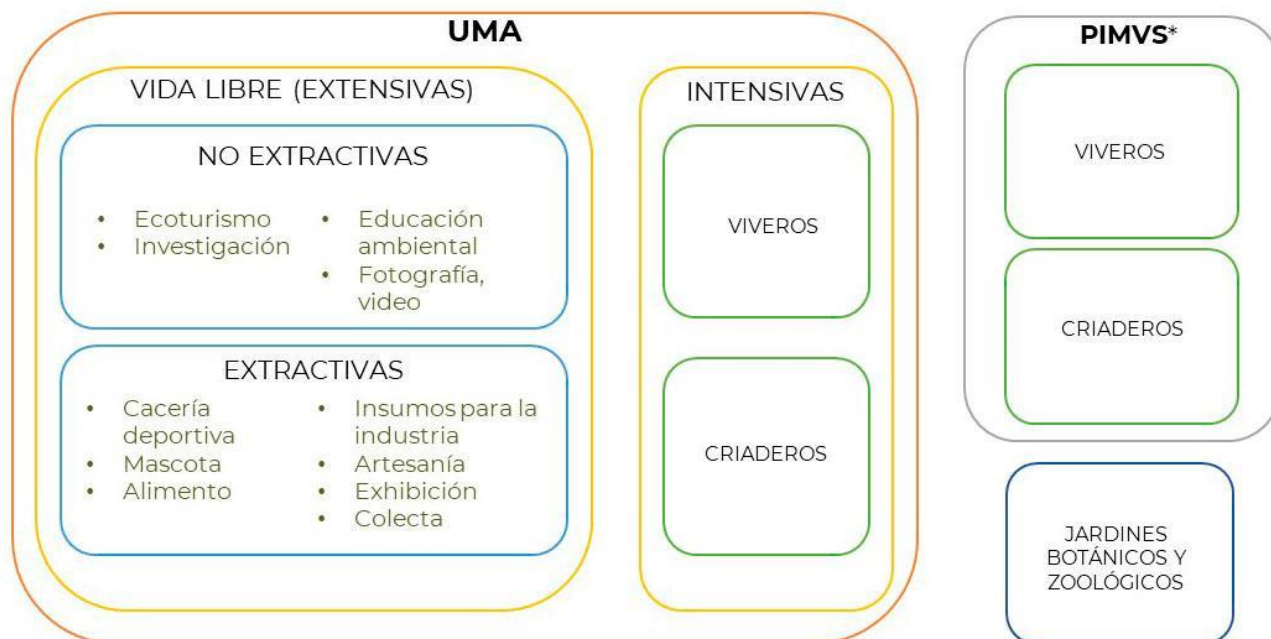 UMA
VIDA LIBRE (EXTENSIVAS)
NO EXTRACTIVAS
• Ecoturismo
• Investigación
• Educación
ambiental
• Fotografía,
video
EXTRACTIVAS
• Cacería
deportiva
• Mascota
• Alimento
• Insumos para la
industria
• Artesanía
• Exhibición
• Colecta
INTENSIVAS
VIVEROS
CRIADEROS
PIMVS*
VIVEROS
CRIADEROS
JARDINES
BOTÁNICOS Y
ZOOLÓGICOS